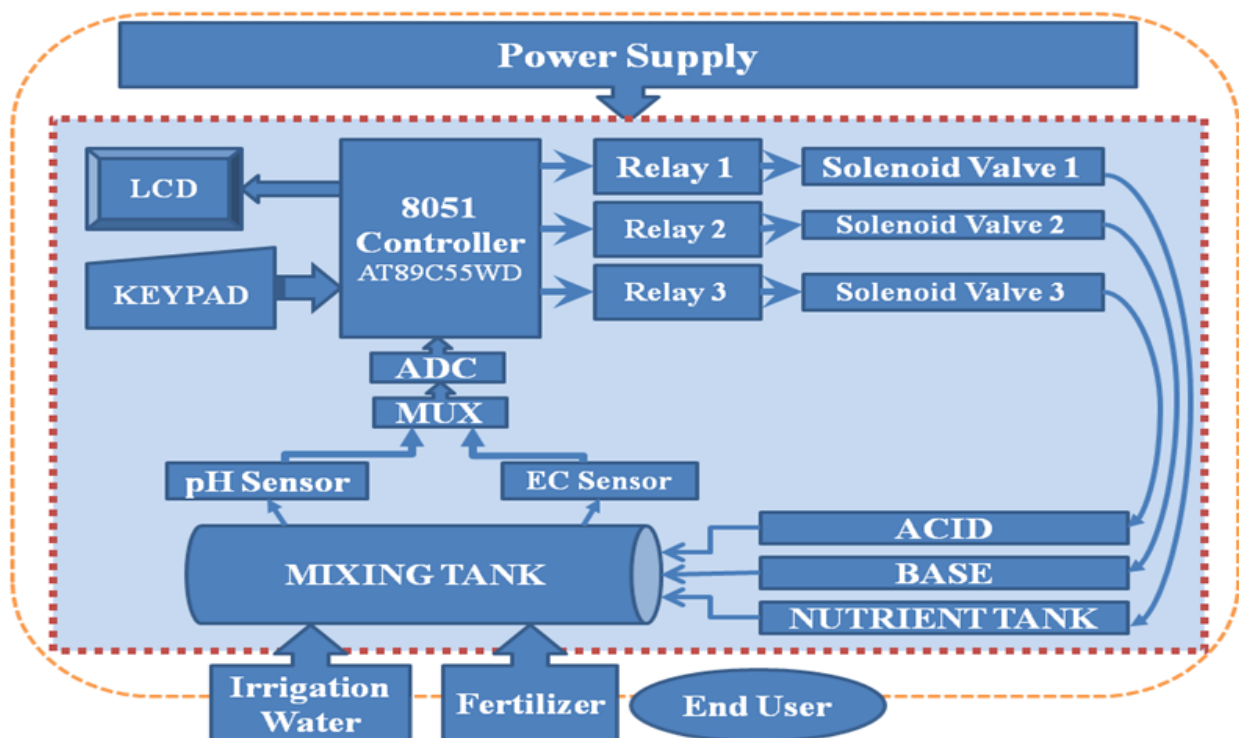 Power Supply
LCD
8051
Controller
AT89C55WD
KEYPAD
Relay 1
Solenoid Valve 1
Relay 2
Solenoid Valve 2
Relay 3
Solenoid Valve 3
ADC
MUX
pH Sensor
EC Sensor
MIXING TANK
ACID
BASE
NUTRIENT TANK
Irrigation
Water
Fertilizer
End User